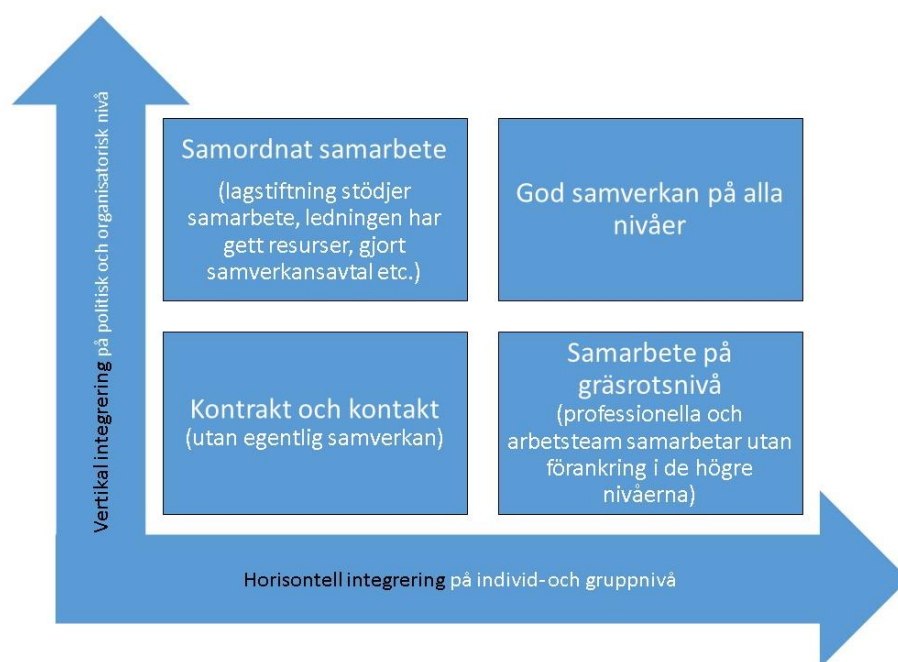 Vertikal integrering på politisk och organisatorisk nivå
Samordnat samarbete
(lagstiftning stödjer
samarbete, ledningen har
gett resurser, gjort
samverkansavtal etc.)
God samverkan på alla
nivåer
Kontrakt och kontakt
(utan egentlig samverkan)
Samarbete på
gräsrotsnivå
(professionella och
arbetsteam samarbetar utan
förankring i de högre
nivåerna)
Horisontell integrering på individ- och gruppnivå